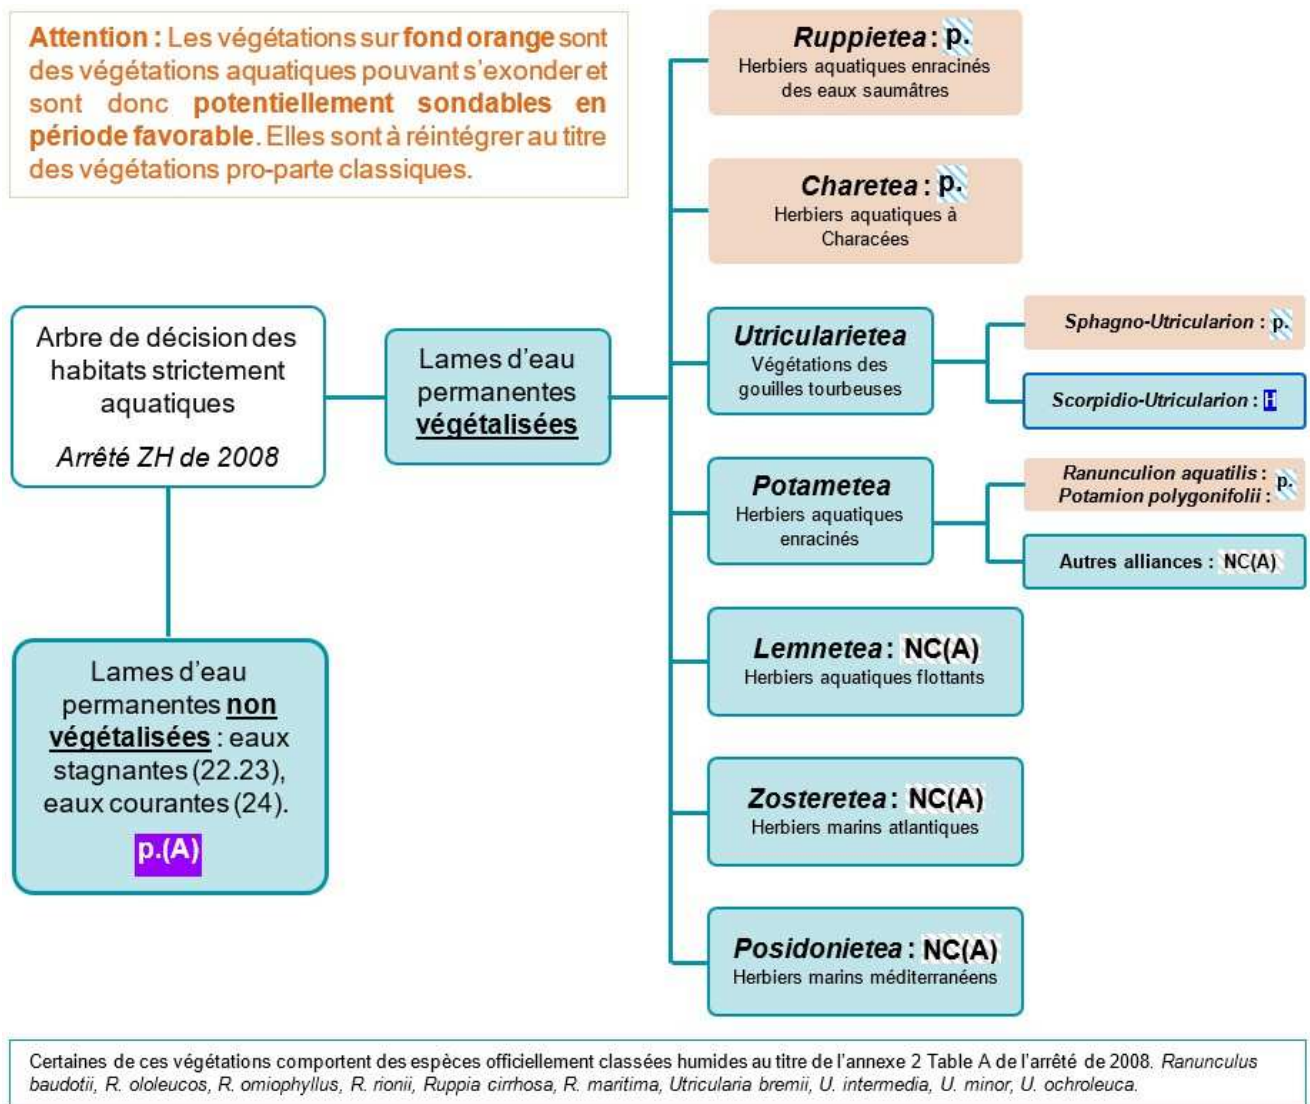 Attention : Les végétations sur fond orange sont
des végétations aquatiques pouvant s'exonder et
sont donc potentiellement sondables en
période favorable. Elles sont à réintégrer au titre
des végétations pro-parte classiques.
Arbre de décision des
habitats strictement
aquatiques
Arrêté ZH de 2008
Lames d'eau
permanentes non
végétalisées : eaux
stagnantes (22.23),
eaux courantes (24).
p.(A)
Lames d'eau
permanentes
végétalisées
Ruppietea : p.
Herbiers aquatiques enracinés
des eaux saumâtres
Charetea : p.
Herbiers aquatiques à
Characées
Utricularietea
Végétations des
gouilles tourbeuses
Sphagno-Utricularion : p.
Scorpidio-Utricularion : H
Potametea
Herbiers aquatiques
enracinés
Ranunculion aquatilis : p.
Potamion polygonifolii :
Autres alliances : NC(A)
Lemnetea : NC(A)
Herbiers aquatiques flottants
Zosteretea : NC(A)
Herbiers marins atlantiques
Posidonietea : NC(A)
Herbiers marins méditerranéens
Certaines de ces végétations comportent des espèces officiellement classées humides au titre de l'annexe 2 Table A de l'arrêté de 2008. Ranunculus
baudotii, R. ololeucos, R. omiophyllus, R. rionii, Ruppia cirrhosa, R. maritima, Utricularia bremii, U. intermedia, U. minor, U. ochroleuca.